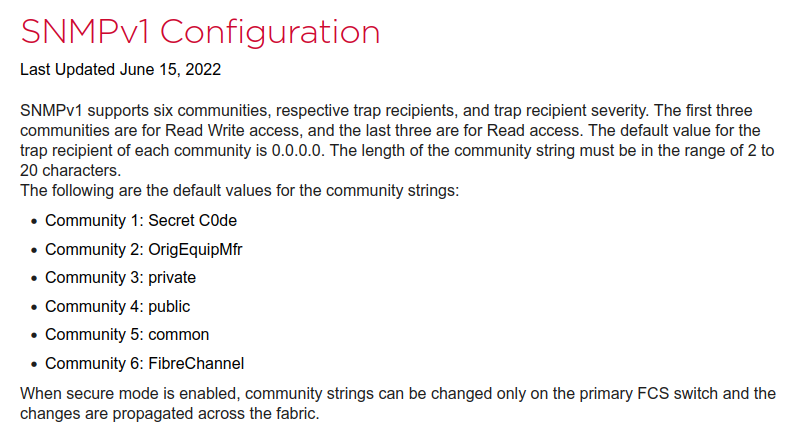 SNMPv1 Configuration
Last Updated June 15, 2022
SNMPv1 supports six communities, respective trap recipients, and trap recipient severity. The first three
communities are for Read Write access, and the last three are for Read access. The default value for the
trap recipient of each community is 0.0.0.0. The length of the community string must be in the range of 2 to
20 characters.
The following are the default values for the community strings:
• Community 1: Secret C0de
• Community 2: OrigEquipMfr
• Community 3: private
• Community 4: public
• Community 5: common
• Community 6: FibreChannel
When secure mode is enabled, community strings can be changed only on the primary FCS switch and the
changes are propagated across the fabric.